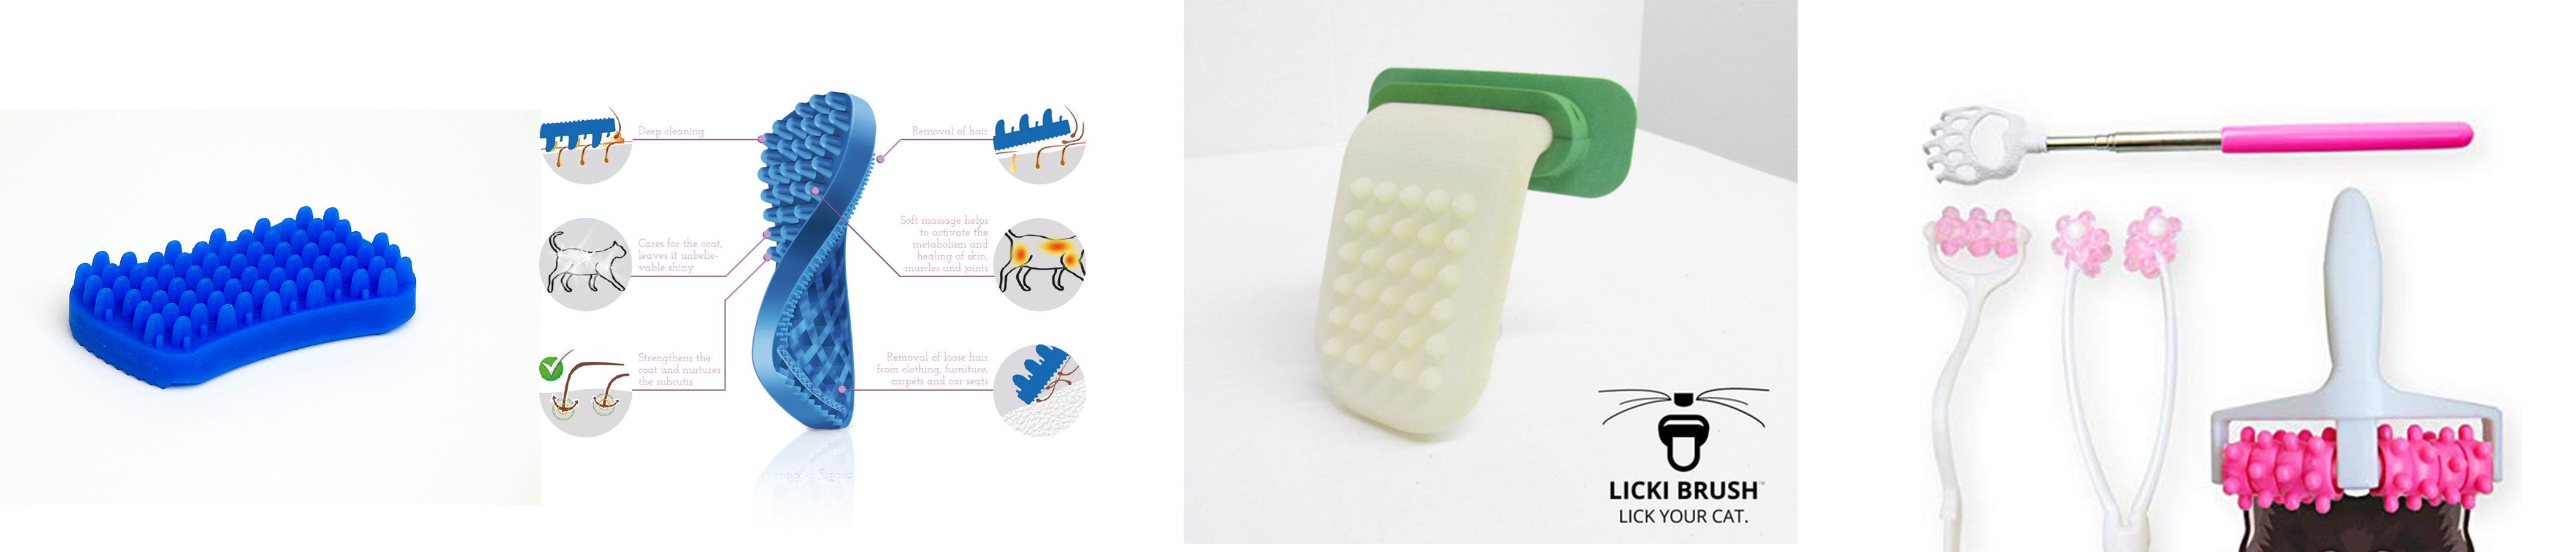 Deep cleaning
Cares for the coat,
leaves it unbelie-
vable shiny
Strengthens the
coat and nurtures
the subcutis
Removal of hair
Soft massage helps
to activate the
metabolism and
healing of skin,
muscles and joints
Removal of loose hair
from clothing, furniture,
carpets and car seats
LICKI BRUSH™
LICK YOUR CAT.